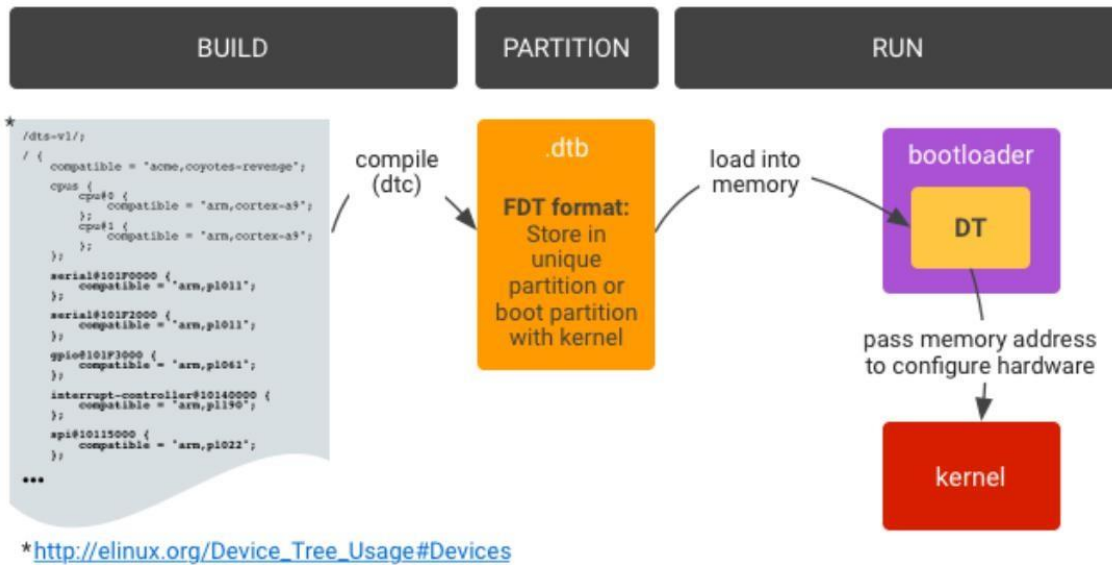 BUILD
PARTITION
RUN
*
/dts-v1/;
/ {
compatible = "acme,coyotes-revenge";
cpus {
cpu@0 {
compatible = "arm,cortex-a9";
};
cpu@1 {
compatible = "arm,cortex-a9";
};
};
serial@101F0000 {
compatible = "arm,pl011";
};
serial@101F2000 {
compatible = "arm,pl011";
};
gpio@101F3000 {
compatible = "arm,pl061";
};
interrupt-controller@10140000 {
compatible = "arm,pl190";
};
spi@10115000 {
compatible = "arm,pl022";
};
•••
compile
(dtc)
.dtb
FDT format:
Store in
unique
partition or
boot partition
with kernel
load into
memory
bootloader
DT
pass memory address
to configure hardware
kernel
*http://elinux.org/Device_Tree_Usage#Devices